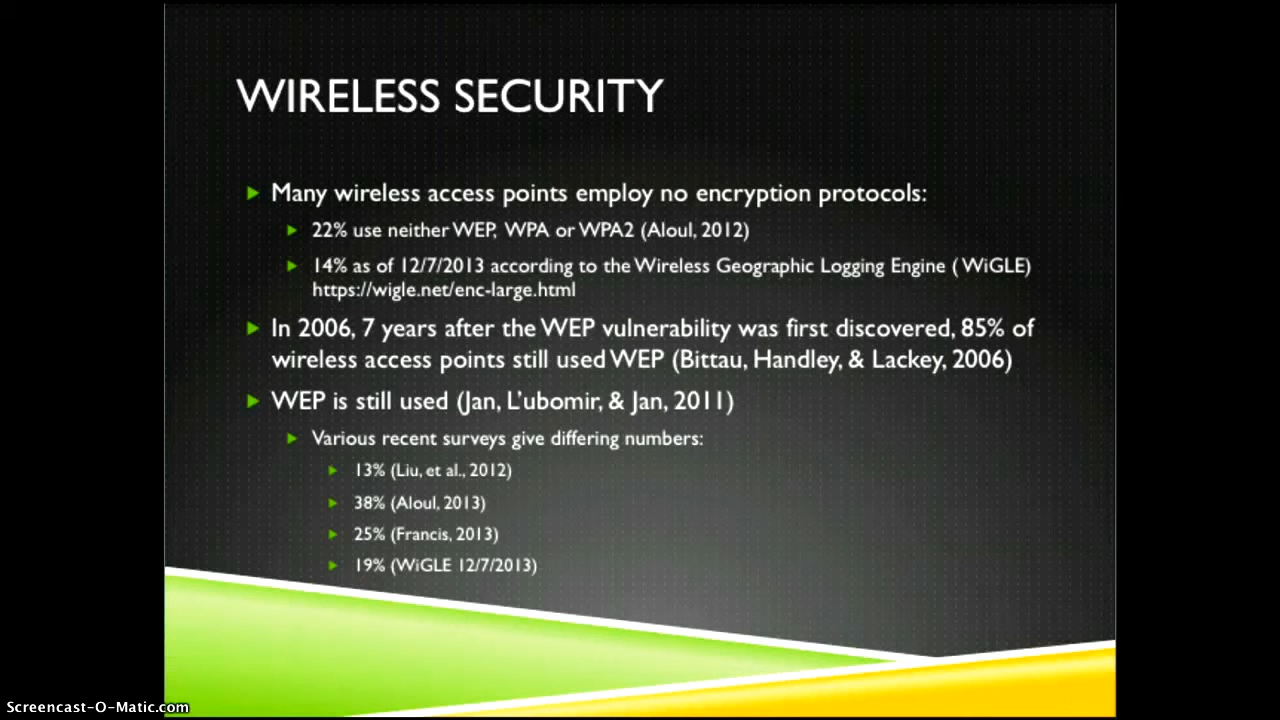 WIRELESS SECURITY
Many wireless access points employ no encryption protocols:
22% use neither WEP, WPA or WPA2 (Aloul, 2012)
14% as of 12/7/2013 according to the Wireless Geographic Logging Engine ( WiGLE)
https://wigle.net/enc-large.html
In 2006, 7 years after the WEP vulnerability was first discovered, 85% of
wireless access points still used WEP (Bittau, Handley, & Lackey, 2006)
WEP is still used (Jan, L'ubomir, & Jan, 2011)
Various recent surveys give differing numbers:
13% (Liu, et al., 2012)
38% (Aloul, 2013)
25% (Francis, 2013)
19% (WiGLE 12/7/2013)
Screencast-O-Matic.com